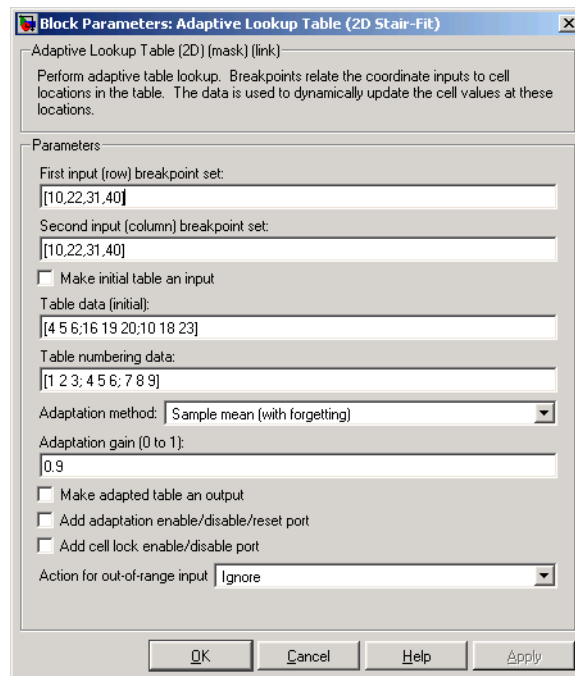 Block Parameters: Adaptive Lookup Table (2D Stair-Fit)
Adaptive Lookup Table (2D) (mask) (link)
Perform adaptive table lookup. Breakpoints relate the coordinate inputs to cell
locations in the table. The data is used to dynamically update the cell values at these
locations.
Parameters
First input (row) breakpoint set:
[10,22,31,40]
Second input (column) breakpoint set:
[10,22,31,40]
Make initial table an input
Table data (initial):
[4 5 6;16 19 20;10 18 23]
Table numbering data:
[1 2 3; 4 5 6; 7 8 9]
Adaptation method: Sample mean (with forgetting)
Adaptation gain (0 to 1):
0.9
Make adapted table an output
Add adaptation enable/disable/reset port
Add cell lock enable/disable port
Action for out-of-range input Ignore
OK Cancel Help Apply